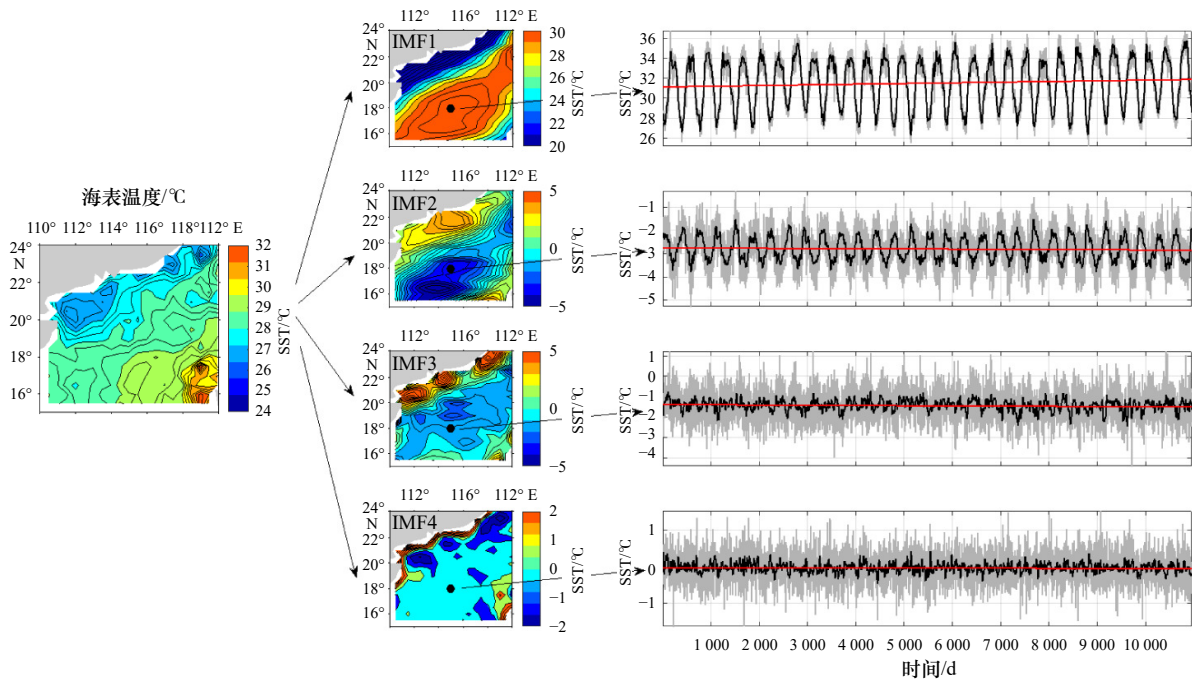 海表温度/℃
110° 112° 114° 116° 118° 112° E
24°
N
22°
20°
18°
16°
32
31
30
29
28
27
26
25
24
SST/℃
112° 116° 112° E
24°
N
22°
20°
18°
16°
IMF1
30
28
26
24
22
20
SST/℃
SST/℃
36
34
32
30
28
26
112° 116° 112° E
24°
N
22°
20°
18°
16°
IMF2
5
0
−5
SST/℃
SST/℃
−1
−2
−3
−4
−5
112° 116° 112° E
24°
N
22°
20°
18°
16°
IMF3
5
0
−5
SST/℃
SST/℃
1
0
−1
−2
−3
−4
112° 116° 112° E
24°
N
22°
20°
18°
16°
IMF4
2
1
0
−1
−2
SST/℃
SST/℃
1
0
−1
1 000 2 000 3 000 4 000 5 000 6 000 7 000 8 000 9 000 10 000
时间/d